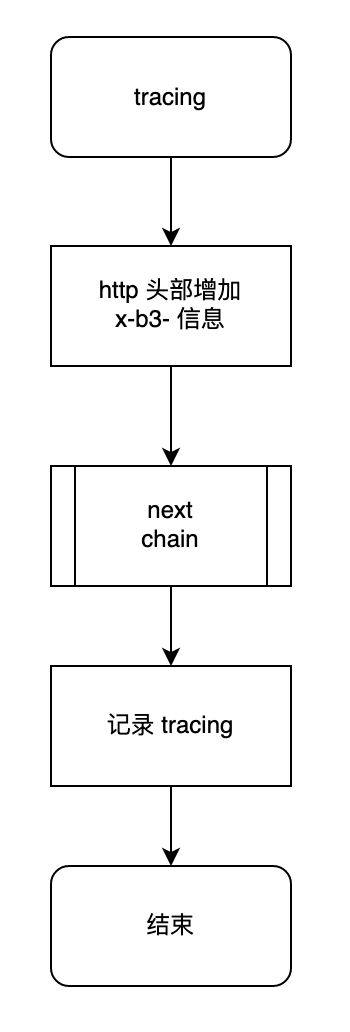 tracing
http 头部增加
x-b3- 信息
next
chain
记录 tracing
结束